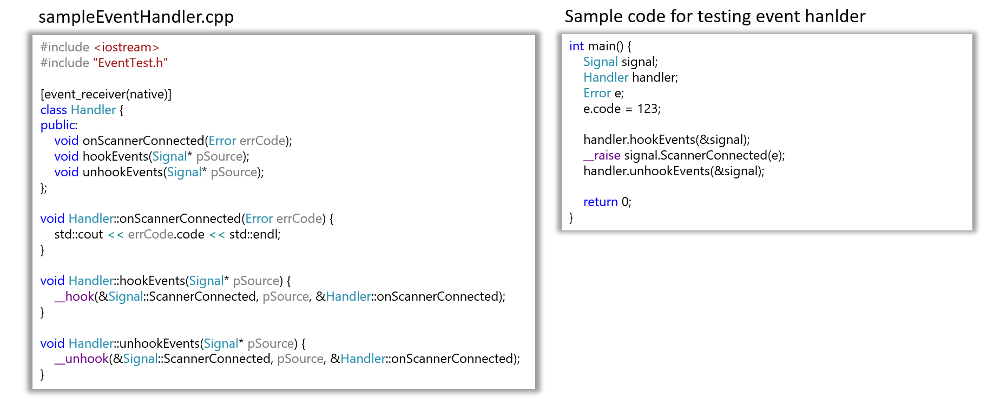 sampleEventHandler.cpp
#include <iostream>
#include "EventTest.h"
[event_receiver(native)]
class Handler {
public:
void onScannerConnected(Error errCode);
void hookEvents(Signal* pSource);
void unhookEvents(Signal* pSource);
};
void Handler::onScannerConnected(Error errCode) {
std::cout << errCode.code << std::endl;
}
void Handler::hookEvents(Signal* pSource) {
__hook(&Signal::ScannerConnected, pSource, &Handler::onScannerConnected);
}
void Handler::unhookEvents(Signal* pSource) {
__unhook(&Signal::ScannerConnected, pSource, &Handler::onScannerConnected);
}
Sample code for testing event hanlder
int main() {
Signal signal;
Handler handler;
Error e;
e.code = 123;
handler.hookEvents(&signal);
__raise signal.ScannerConnected(e);
handler.unhookEvents(&signal);
return 0;
}